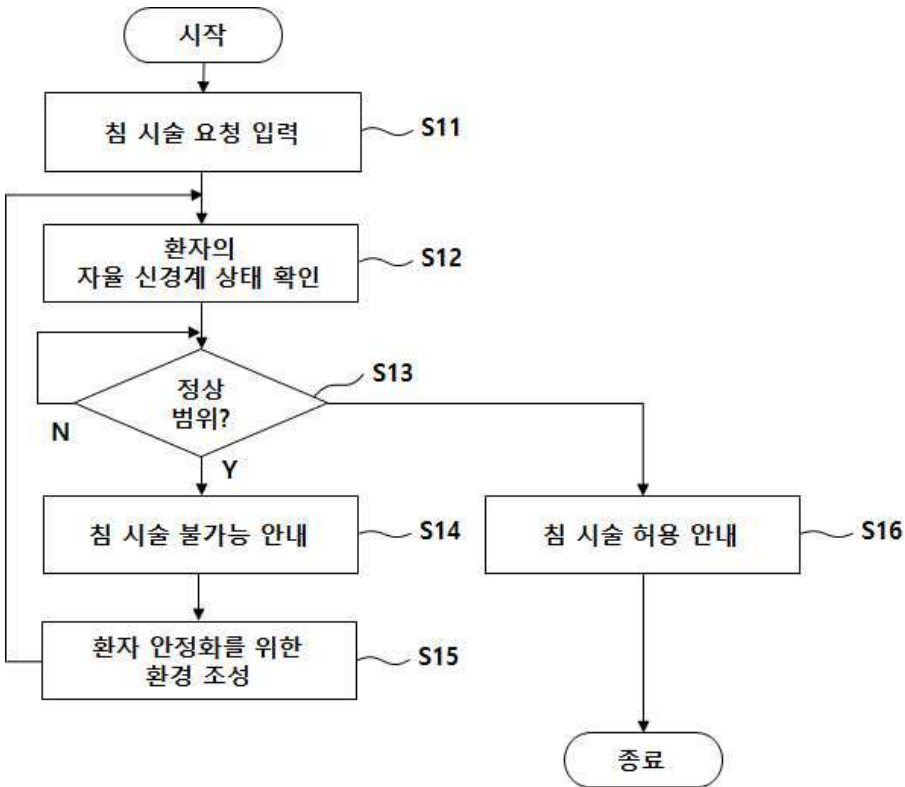 시작
침 시술 요청 입력
S11
환자의
자율 신경계 상태 확인
S12
정상
범위?
S13
N
Y
침 시술 불가능 안내
S14
침 시술 허용 안내
S16
환자 안정화를 위한
환경 조성
S15
종료